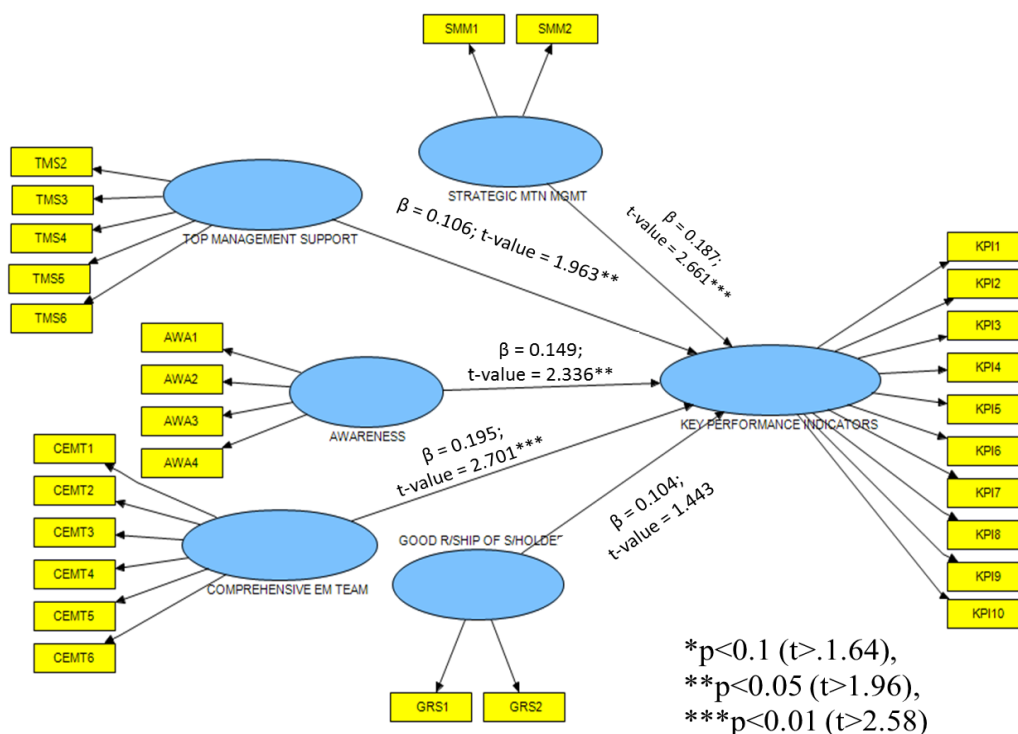 SMM1
SMM2
STRATEGIC MTN MGMT
TMS2
TMS3
TMS4
TMS5
TMS6
TOP MANAGEMENT SUPPORT
β = 0.106; t-value = 1.963**
β = 0.187;
t-value = 2.661***
AWA1
AWA2
AWA3
AWA4
AWARENESS
β = 0.149;
t-value = 2.336**
KPI1
KPI2
KPI3
KPI4
KPI5
KPI6
KPI7
KPI8
KPI9
KPI10
KEY PERFORMANCE INDICATORS
CEMT1
CEMT2
CEMT3
CEMT4
CEMT5
CEMT6
COMPREHENSIVE EM TEAM
β = 0.195;
t-value = 2.701***
GOOD R/SHIP OF S/HOLDEF
β = 0.104;
t-value = 1.443
GRS1
GRS2
*p<0.1 (t>.1.64),
**p<0.05 (t>1.96),
***p<0.01 (t>2.58)